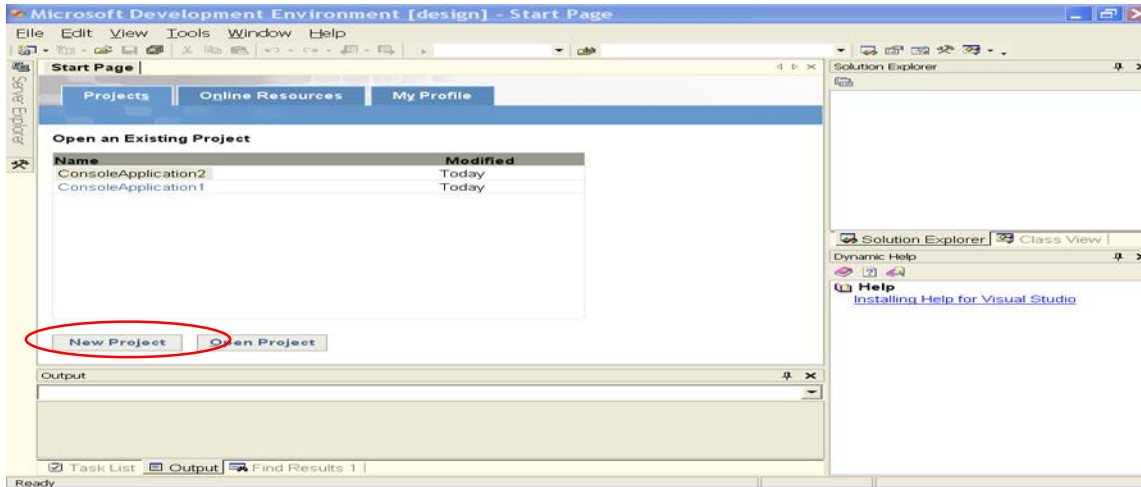 Microsoft Development Environment [design] - Start Page
File Edit View Tools Window Help
Server Explorer
Start Page
Projects Online Resources My Profile
Open an Existing Project
Name Modified
ConsoleApplication2 Today
ConsoleApplication1 Today
New Project Open Project
Output
Task List Output Find Results 1
Ready
Solution Explorer
Solution Explorer Class View
Dynamic Help
Help
Installing Help for Visual Studio